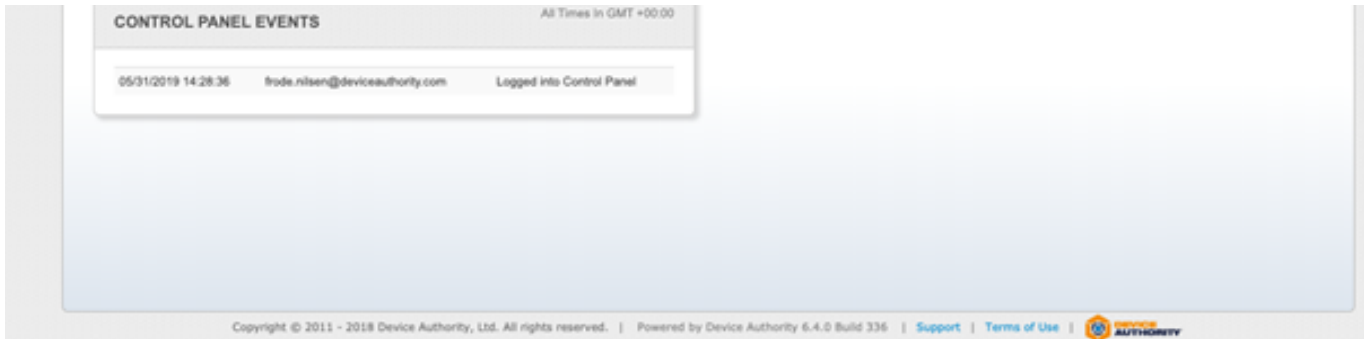 CONTROL PANEL EVENTS
All Times In GMT +00:00
05/31/2019 14:28:36 frode.nilsen@deviceauthority.com Logged into Control Panel
Copyright © 2011 - 2018 Device Authority, Ltd. All rights reserved. | Powered by Device Authority 6.4.0 Build 336 | Support | Terms of Use |
DEVICE
AUTHORITY